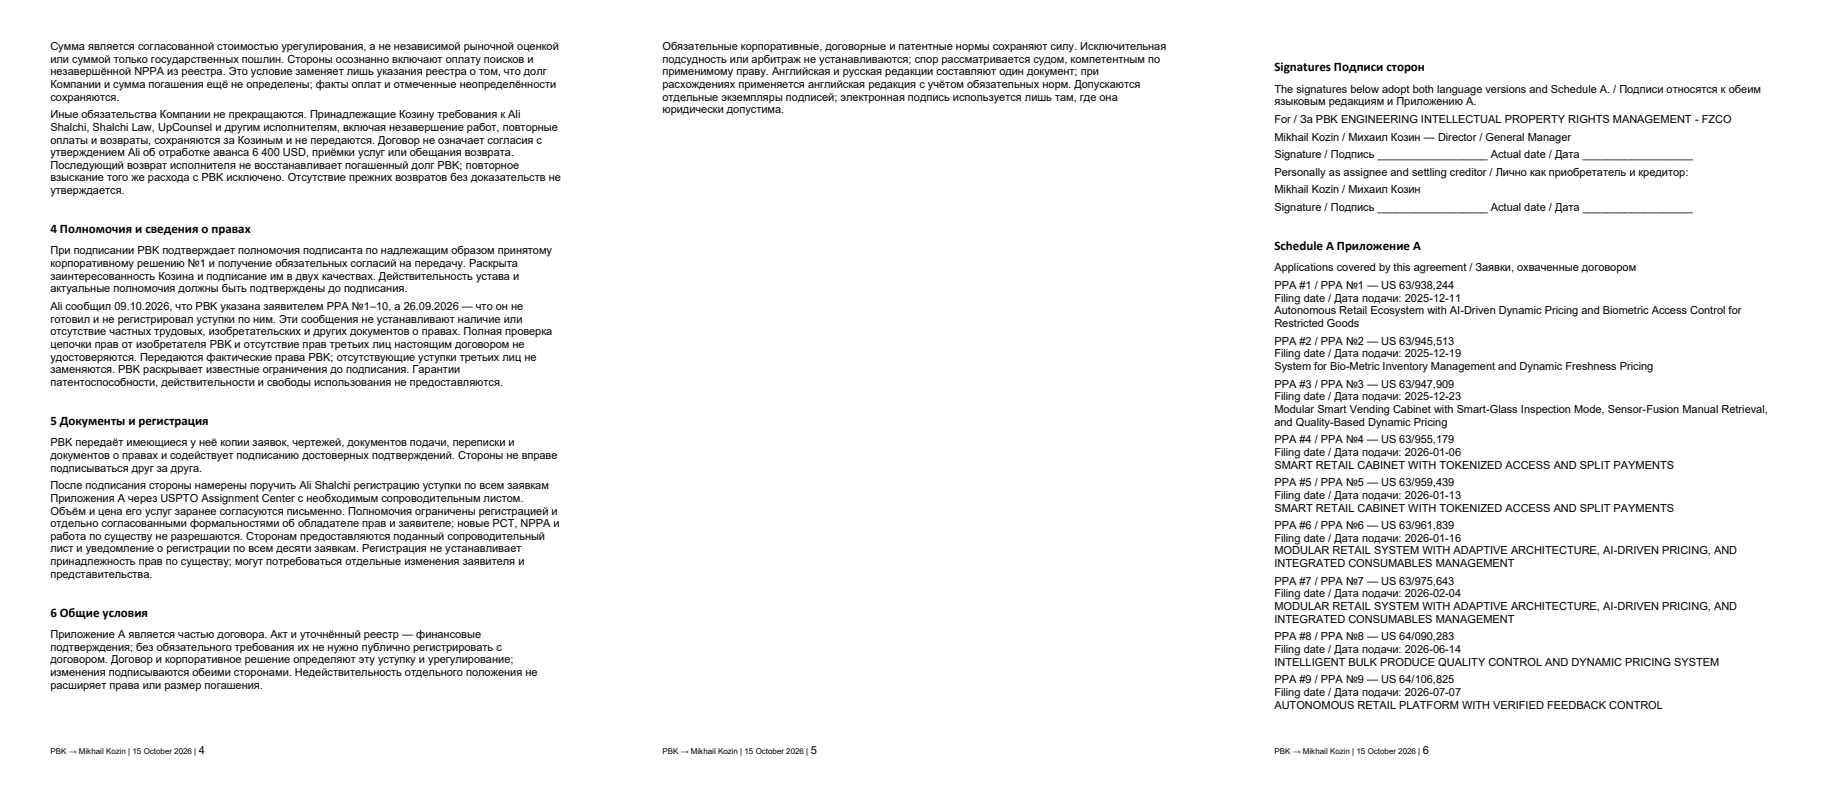 Сумма является согласованной стоимостью урегулирования, а не независимой рыночной оценкой
или суммой только государственных пошлин. Стороны осознанно включают оплату поисков и
незавершённой NPPA из реестра. Это условие заменяет лишь указания реестра о том, что долг
Компании и сумма погашения ещё не определены; факты оплат и отмеченные неопределённости
сохраняются.
Иные обязательства Компании не прекращаются. Принадлежащие Козину требования к Ali
Shalchi, Shalchi Law, UpCounsel и другим исполнителям, включая незавершение работ, повторные
оплаты и возвраты, сохраняются за Козиным и не передаются. Договор не означает согласия с
утверждением Ali об отработке аванса 6 400 USD, приёмки услуг или обещания возврата.
Последующий возврат исполнителя не восстанавливает погашенный долг PBK; повторное
взыскание того же расхода с PBK исключено. Отсутствие прежних возвратов без доказательств не
утверждается.
4 Полномочия и сведения о правах
При подписании PBK подтверждает полномочия подписанта по надлежащим образом принятому
корпоративному решению №1 и получение обязательных согласий на передачу. Раскрыта
заинтересованность Козина и подписание им в двух качествах. Действительность устава и
актуальные полномочия должны быть подтверждены до подписания.
Ali сообщил 09.10.2026, что PBK указана заявителем PPA №1–10, а 26.09.2026 — что он не
готовил и не регистрировал уступки по ним. Эти сообщения не устанавливают наличие или
отсутствие частных трудовых, изобретательских и других документов о правах. Полная проверка
цепочки прав от изобретателя PBK и отсутствие прав третьих лиц настоящим договором не
удостоверяются. Передаются фактические права PBK; отсутствующие уступки третьих лиц не
заменяются. PBK раскрывает известные ограничения до подписания. Гарантии
патентоспособности, действительности и свободы использования не предоставляются.
5 Документы и регистрация
PBK передаёт имеющиеся у неё копии заявок, чертежей, документов подачи, переписки и
документов о правах и содействует подписанию достоверных подтверждений. Стороны не вправе
подписываться друг за друга.
После подписания стороны намерены поручить Ali Shalchi регистрацию уступки по всем заявкам
Приложения А через USPTO Assignment Center с необходимым сопроводительным листом.
Объём и цена его услуг заранее согласуются письменно. Полномочия ограничены регистрацией и
отдельно согласованными формальностями об обладателе прав и заявителе; новые PCT, NPPA и
работа по существу не разрешаются. Сторонам предоставляются поданный сопроводительный
лист и уведомление о регистрации по всем десяти заявкам. Регистрация не устанавливает
принадлежность прав по существу; могут потребоваться отдельные изменения заявителя и
представительства.
6 Общие условия
Приложение А является частью договора. Акт и уточнённый реестр — финансовые
подтверждения; без обязательного требования их не нужно публично регистрировать с
договором. Договор и корпоративное решение определяют эту уступку и урегулирование;
изменения подписываются обеими сторонами. Недействительность отдельного положения не
расширяет права или размер погашения.
PBK → Mikhail Kozin | 15 October 2026 | 4
Обязательные корпоративные, договорные и патентные нормы сохраняют силу. Исключительная
подсудность или арбитраж не устанавливаются; спор рассматривается судом, компетентным по
применимому праву. Английская и русская редакции составляют один документ; при
расхождениях применяется английская редакция с учётом обязательных норм. Допускаются
отдельные экземпляры подписей; электронная подпись используется лишь там, где она
юридически допустима.
PBK → Mikhail Kozin | 15 October 2026 | 5
Signatures Подписи сторон
The signatures below adopt both language versions and Schedule A. / Подписи относятся к обеим
языковым редакциям и Приложению А.
For / За PBK ENGINEERING INTELLECTUAL PROPERTY RIGHTS MANAGEMENT - FZCO
Mikhail Kozin / Михаил Козин — Director / General Manager
Signature / Подпись __________________ Actual date / Дата __________________
Personally as assignee and settling creditor / Лично как приобретатель и кредитор:
Mikhail Kozin / Михаил Козин
Signature / Подпись __________________ Actual date / Дата __________________
Schedule A Приложение А
Applications covered by this agreement / Заявки, охваченные договором
PPA #1 / PPA №1 — US 63/938,244
Filing date / Дата подачи: 2025-12-11
Autonomous Retail Ecosystem with AI-Driven Dynamic Pricing and Biometric Access Control for
Restricted Goods
PPA #2 / PPA №2 — US 63/945,513
Filing date / Дата подачи: 2025-12-19
System for Bio-Metric Inventory Management and Dynamic Freshness Pricing
PPA #3 / PPA №3 — US 63/947,909
Filing date / Дата подачи: 2025-12-23
Modular Smart Vending Cabinet with Smart-Glass Inspection Mode, Sensor-Fusion Manual Retrieval,
and Quality-Based Dynamic Pricing
PPA #4 / PPA №4 — US 63/955,179
Filing date / Дата подачи: 2026-01-06
SMART RETAIL CABINET WITH TOKENIZED ACCESS AND SPLIT PAYMENTS
PPA #5 / PPA №5 — US 63/959,439
Filing date / Дата подачи: 2026-01-13
SMART RETAIL CABINET WITH TOKENIZED ACCESS AND SPLIT PAYMENTS
PPA #6 / PPA №6 — US 63/961,839
Filing date / Дата подачи: 2026-01-16
MODULAR RETAIL SYSTEM WITH ADAPTIVE ARCHITECTURE, AI-DRIVEN PRICING, AND
INTEGRATED CONSUMABLES MANAGEMENT
PPA #7 / PPA №7 — US 63/975,643
Filing date / Дата подачи: 2026-02-04
MODULAR RETAIL SYSTEM WITH ADAPTIVE ARCHITECTURE, AI-DRIVEN PRICING, AND
INTEGRATED CONSUMABLES MANAGEMENT
PPA #8 / PPA №8 — US 64/090,283
Filing date / Дата подачи: 2026-06-14
INTELLIGENT BULK PRODUCE QUALITY CONTROL AND DYNAMIC PRICING SYSTEM
PPA #9 / PPA №9 — US 64/106,825
Filing date / Дата подачи: 2026-07-07
AUTONOMOUS RETAIL PLATFORM WITH VERIFIED FEEDBACK CONTROL
PBK → Mikhail Kozin | 15 October 2026 | 6